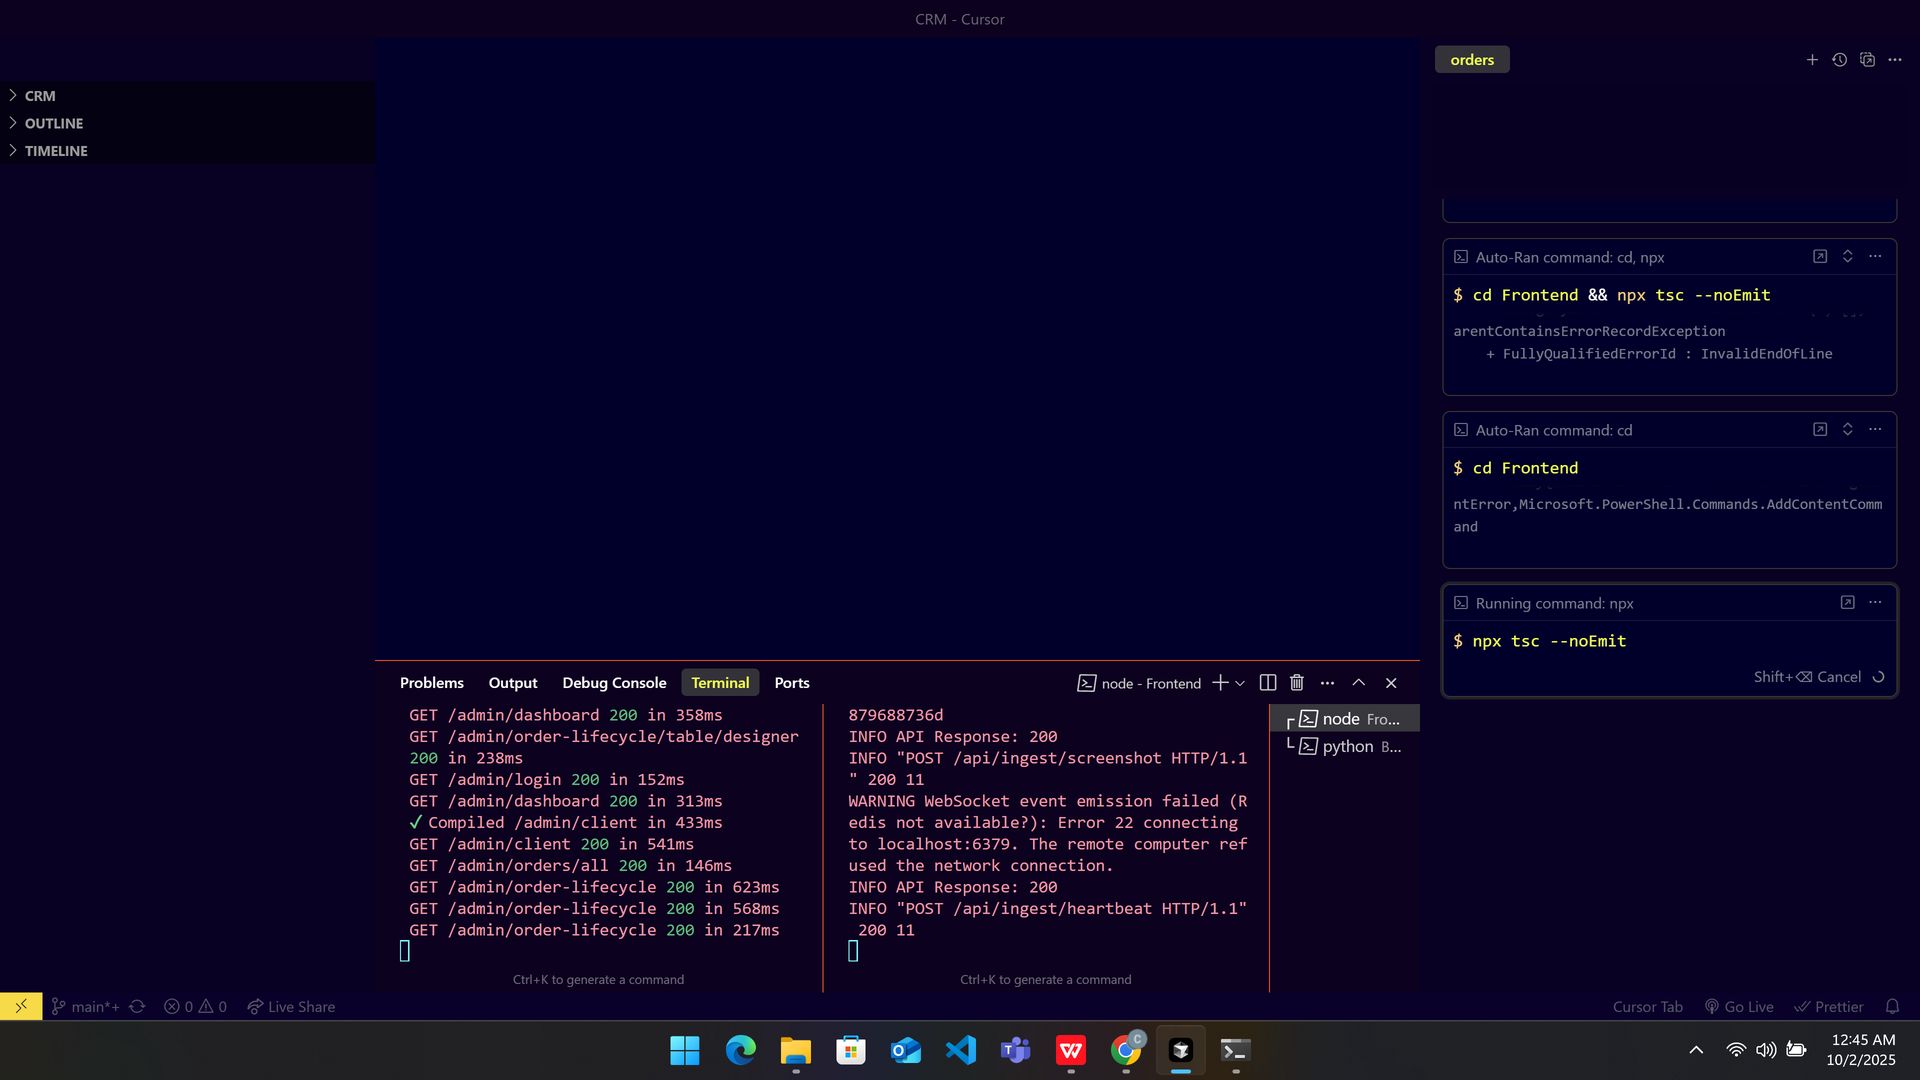 CRM - Cursor
CRM
OUTLINE
TIMELINE
orders
Auto-Ran command: cd, npx
$ cd Frontend && npx tsc --noEmit
arentContainsErrorRecordException
+ FullyQualifiedErrorId : InvalidEndOfLine
Auto-Ran command: cd
$ cd Frontend
ntError,Microsoft.PowerShell.Commands.AddContentComm
and
Running command: npx
$ npx tsc --noEmit
Shift+⌫ Cancel
Problems Output Debug Console Terminal Ports
node - Frontend
GET /admin/dashboard 200 in 358ms
GET /admin/order-lifecycle/table/designer
200 in 238ms
GET /admin/login 200 in 152ms
GET /admin/dashboard 200 in 313ms
✓ Compiled /admin/client in 433ms
GET /admin/client 200 in 541ms
GET /admin/orders/all 200 in 146ms
GET /admin/order-lifecycle 200 in 623ms
GET /admin/order-lifecycle 200 in 568ms
GET /admin/order-lifecycle 200 in 217ms
Ctrl+K to generate a command
879688736d
INFO API Response: 200
INFO "POST /api/ingest/screenshot HTTP/1.1
" 200 11
WARNING WebSocket event emission failed (R
edis not available?): Error 22 connecting
to localhost:6379. The remote computer ref
used the network connection.
INFO API Response: 200
INFO "POST /api/ingest/heartbeat HTTP/1.1"
200 11
Ctrl+K to generate a command
node Fro...
python B...
main*+ 0 0 Live Share
Cursor Tab Go Live Prettier
12:45 AM
10/2/2025